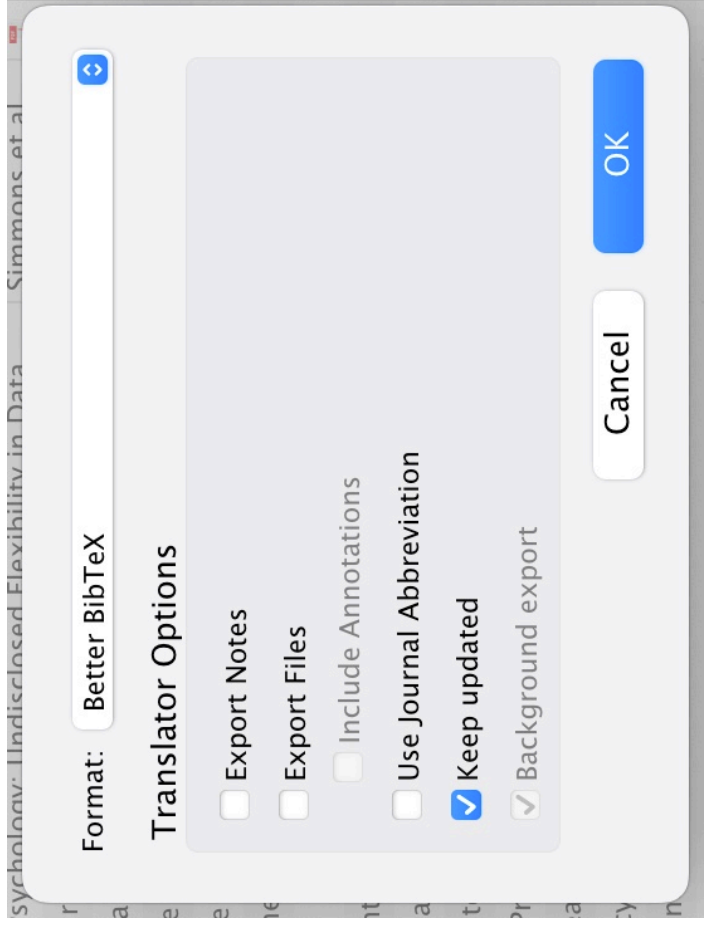 Simmons et al
sychology: Undisclosed Flexibility in Data
Format: Better BibTeX
Translator Options
Export Notes
Export Files
Include Annotations
Use Journal Abbreviation
Keep updated
Background export
Cancel
OK